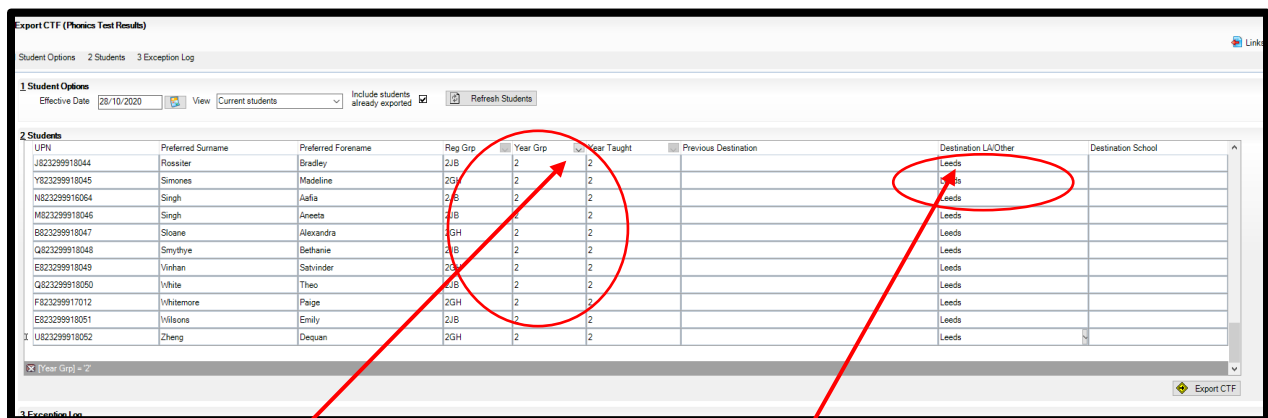 Export CTF (Phonics Test Results)
Links
Student Options 2 Students 3 Exception Log
1 Student Options
Effective Date 28/10/2020 View Current students Include students already exported Refresh Students
2 Students
UPN Preferred Surname Preferred Forename Reg Grp Year Grp Year Taught Previous Destination Destination LA/Other Destination School
J823299918044 Rossiter Bradley 2JB 2 2 Leeds
Y823299918045 Simones Madeline 2GH 2 2 Leeds
N823299916064 Singh Aafia 2JB 2 2 Leeds
M823299918046 Singh Aneeta 2JB 2 2 Leeds
B823299918047 Sloane Alexandra 2GH 2 2 Leeds
Q823299918048 Smythye Bethanie 2JB 2 2 Leeds
E823299918049 Vinhan Satvinder 2GH 2 2 Leeds
Q823299918050 White Theo 2JB 2 2 Leeds
F823299917012 Whitemore Paige 2GH 2 2 Leeds
E823299918051 Wilsons Emily 2JB 2 2 Leeds
U823299918052 Zheng Dequan 2GH 2 2 Leeds
[Year Grp] = '2'
Export CTF
3 Exception Log